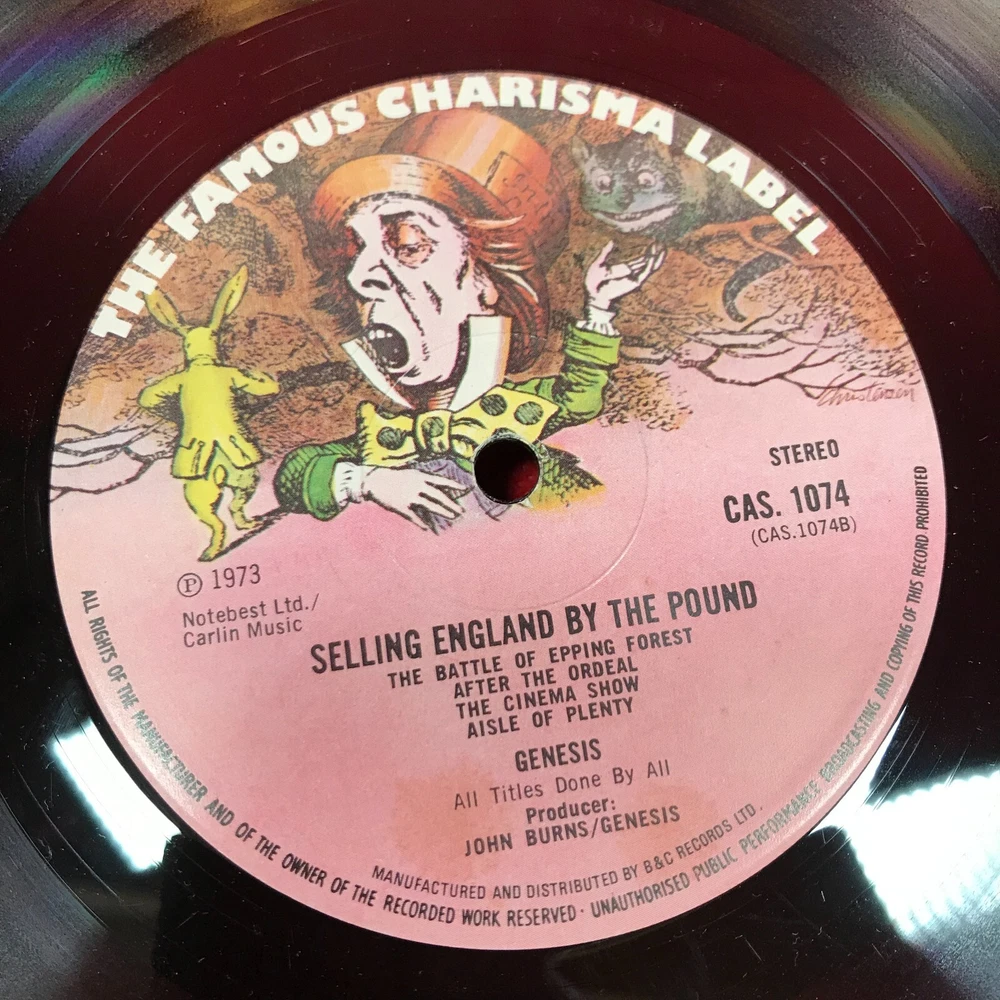 THE FAMOUS CHARISMA LABEL
Christensen
STEREO
CAS. 1074
(CAS.1074B)
Ⓟ 1973
Notebest Ltd./
Carlin Music
SELLING ENGLAND BY THE POUND
THE BATTLE OF EPPING FOREST
AFTER THE ORDEAL
THE CINEMA SHOW
AISLE OF PLENTY
GENESIS
All Titles Done By All
Producer:
JOHN BURNS/GENESIS
MANUFACTURED AND DISTRIBUTED BY B&C RECORDS LTD.
ALL RIGHTS OF THE MANUFACTURER AND OF THE OWNER OF THE RECORDED WORK RESERVED · UNAUTHORISED PUBLIC PERFORMANCE BROADCASTING AND COPYING OF THIS RECORD PROHIBITED